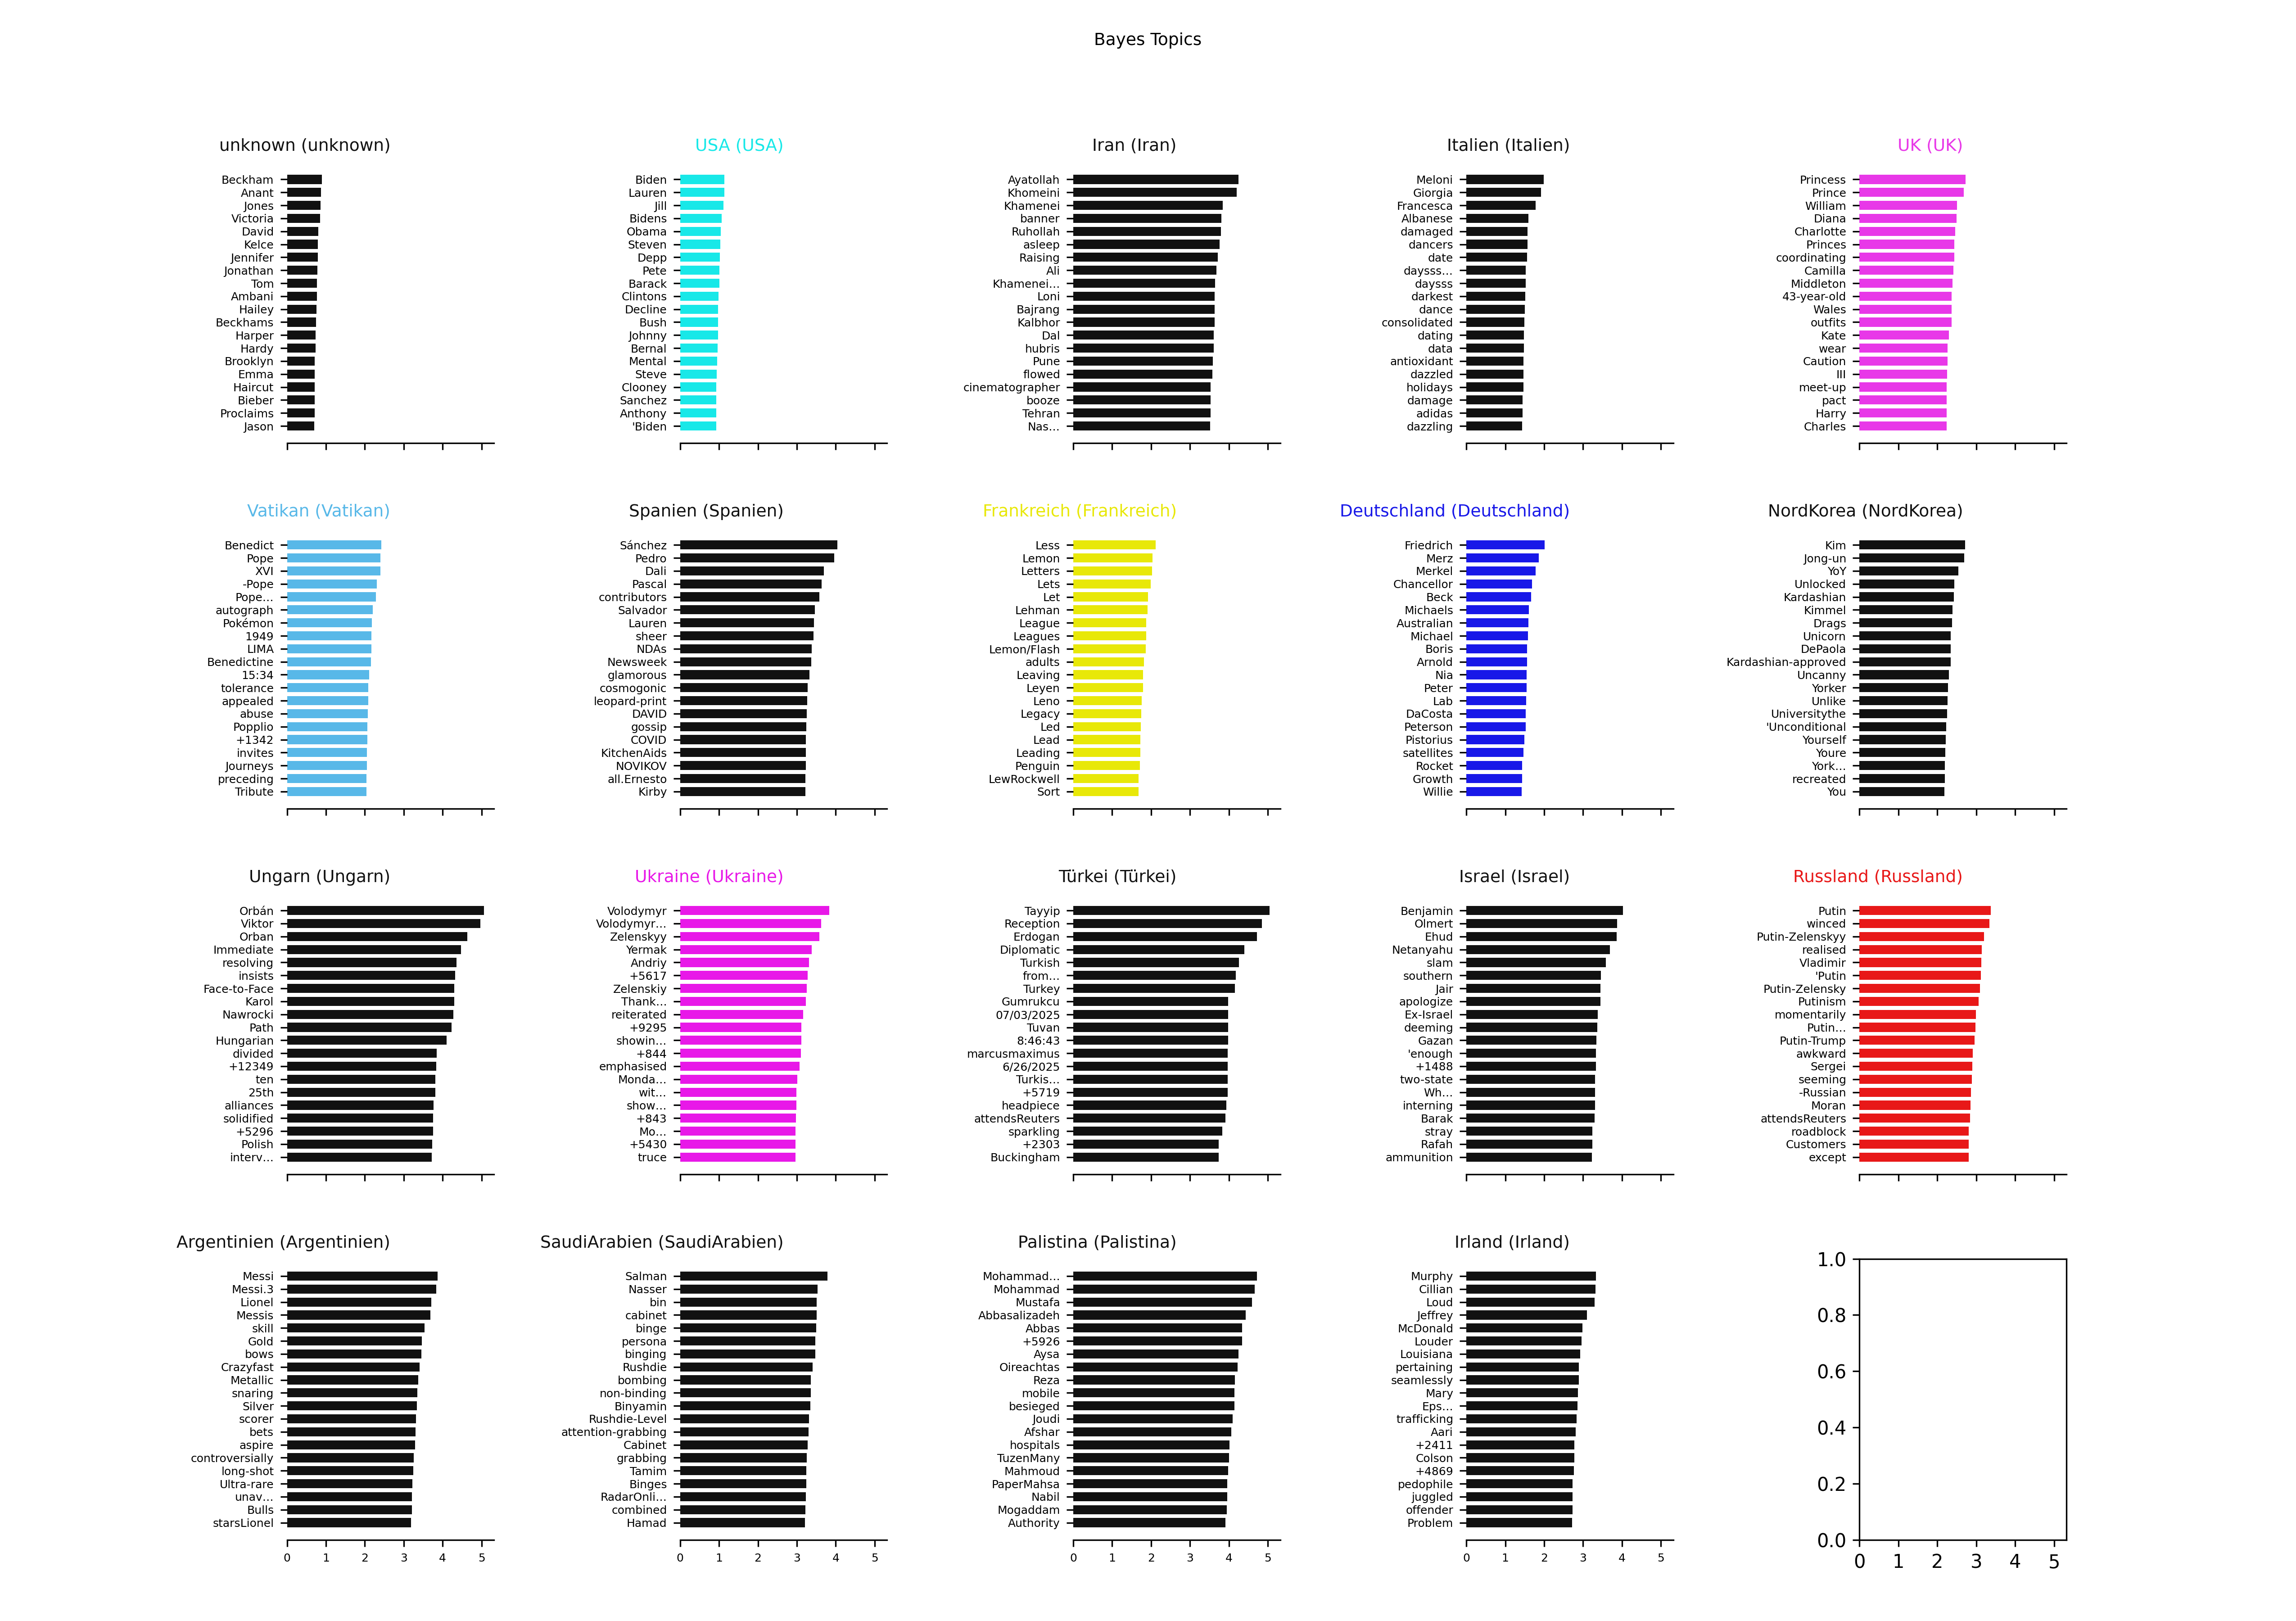 Bayes Topics
unknown (unknown)
Beckham
Anant
Jones
Victoria
David
Kelce
Jennifer
Jonathan
Tom
Ambani
Hailey
Beckhams
Harper
Hardy
Brooklyn
Emma
Haircut
Bieber
Proclaims
Jason
USA (USA)
Biden
Lauren
Jill
Bidens
Obama
Steven
Depp
Pete
Barack
Clintons
Decline
Bush
Johnny
Bernal
Mental
Steve
Clooney
Sanchez
Anthony
'Biden
Iran (Iran)
Ayatollah
Khomeini
Khamenei
banner
Ruhollah
asleep
Raising
Ali
Khamenei…
Loni
Bajrang
Kalbhor
Dal
hubris
Pune
flowed
cinematographer
booze
Tehran
Nas…
Italien (Italien)
Meloni
Giorgia
Francesca
Albanese
damaged
dancers
date
daysss…
daysss
darkest
dance
consolidated
dating
data
antioxidant
dazzled
holidays
damage
adidas
dazzling
UK (UK)
Princess
Prince
William
Diana
Charlotte
Princes
coordinating
Camilla
Middleton
43-year-old
Wales
outfits
Kate
wear
Caution
III
meet-up
pact
Harry
Charles
Vatikan (Vatikan)
Benedict
Pope
XVI
-Pope
Pope…
autograph
Pokémon
1949
LIMA
Benedictine
15:34
tolerance
appealed
abuse
Popplio
+1342
invites
Journeys
preceding
Tribute
Spanien (Spanien)
Sánchez
Pedro
Dali
Pascal
contributors
Salvador
Lauren
sheer
NDAs
Newsweek
glamorous
cosmogonic
leopard-print
DAVID
gossip
COVID
KitchenAids
NOVIKOV
all.Ernesto
Kirby
Frankreich (Frankreich)
Less
Lemon
Letters
Lets
Let
Lehman
League
Leagues
Lemon/Flash
adults
Leaving
Leyen
Leno
Legacy
Led
Lead
Leading
Penguin
LewRockwell
Sort
Deutschland (Deutschland)
Friedrich
Merz
Merkel
Chancellor
Beck
Michaels
Australian
Michael
Boris
Arnold
Nia
Peter
Lab
DaCosta
Peterson
Pistorius
satellites
Rocket
Growth
Willie
NordKorea (NordKorea)
Kim
Jong-un
YoY
Unlocked
Kardashian
Kimmel
Drags
Unicorn
DePaola
Kardashian-approved
Uncanny
Yorker
Unlike
Universitythe
'Unconditional
Yourself
Youre
York…
recreated
You
Ungarn (Ungarn)
Orbán
Viktor
Orban
Immediate
resolving
insists
Face-to-Face
Karol
Nawrocki
Path
Hungarian
divided
+12349
ten
25th
alliances
solidified
+5296
Polish
interv…
Ukraine (Ukraine)
Volodymyr
Volodymyr…
Zelenskyy
Yermak
Andriy
+5617
Zelenskiy
Thank…
reiterated
+9295
showin…
+844
emphasised
Monda…
wit…
show…
+843
Mo…
+5430
truce
Türkei (Türkei)
Tayyip
Reception
Erdogan
Diplomatic
Turkish
from…
Turkey
Gumrukcu
07/03/2025
Tuvan
8:46:43
marcusmaximus
6/26/2025
Turkis…
+5719
headpiece
attendsReuters
sparkling
+2303
Buckingham
Israel (Israel)
Benjamin
Olmert
Ehud
Netanyahu
slam
southern
Jair
apologize
Ex-Israel
deeming
Gazan
'enough
+1488
two-state
Wh…
interning
Barak
stray
Rafah
ammunition
Russland (Russland)
Putin
winced
Putin-Zelenskyy
realised
Vladimir
'Putin
Putin-Zelensky
Putinism
momentarily
Putin…
Putin-Trump
awkward
Sergei
seeming
-Russian
Moran
attendsReuters
roadblock
Customers
except
Argentinien (Argentinien)
Messi
Messi.3
Lionel
Messis
skill
Gold
bows
Crazyfast
Metallic
snaring
Silver
scorer
bets
aspire
controversially
long-shot
Ultra-rare
unav…
Bulls
starsLionel
0 1 2 3 4 5
SaudiArabien (SaudiArabien)
Salman
Nasser
bin
cabinet
binge
persona
binging
Rushdie
bombing
non-binding
Binyamin
Rushdie-Level
attention-grabbing
Cabinet
grabbing
Tamim
Binges
RadarOnli…
combined
Hamad
0 1 2 3 4 5
Palistina (Palistina)
Mohammad…
Mohammad
Mustafa
Abbasalizadeh
Abbas
+5926
Aysa
Oireachtas
Reza
mobile
besieged
Joudi
Afshar
hospitals
TuzenMany
Mahmoud
PaperMahsa
Nabil
Mogaddam
Authority
0 1 2 3 4 5
Irland (Irland)
Murphy
Cillian
Loud
Jeffrey
McDonald
Louder
Louisiana
pertaining
seamlessly
Mary
Eps…
trafficking
Aari
+2411
Colson
+4869
pedophile
juggled
offender
Problem
0 1 2 3 4 5
1.0
0.8
0.6
0.4
0.2
0.0
0 1 2 3 4 5